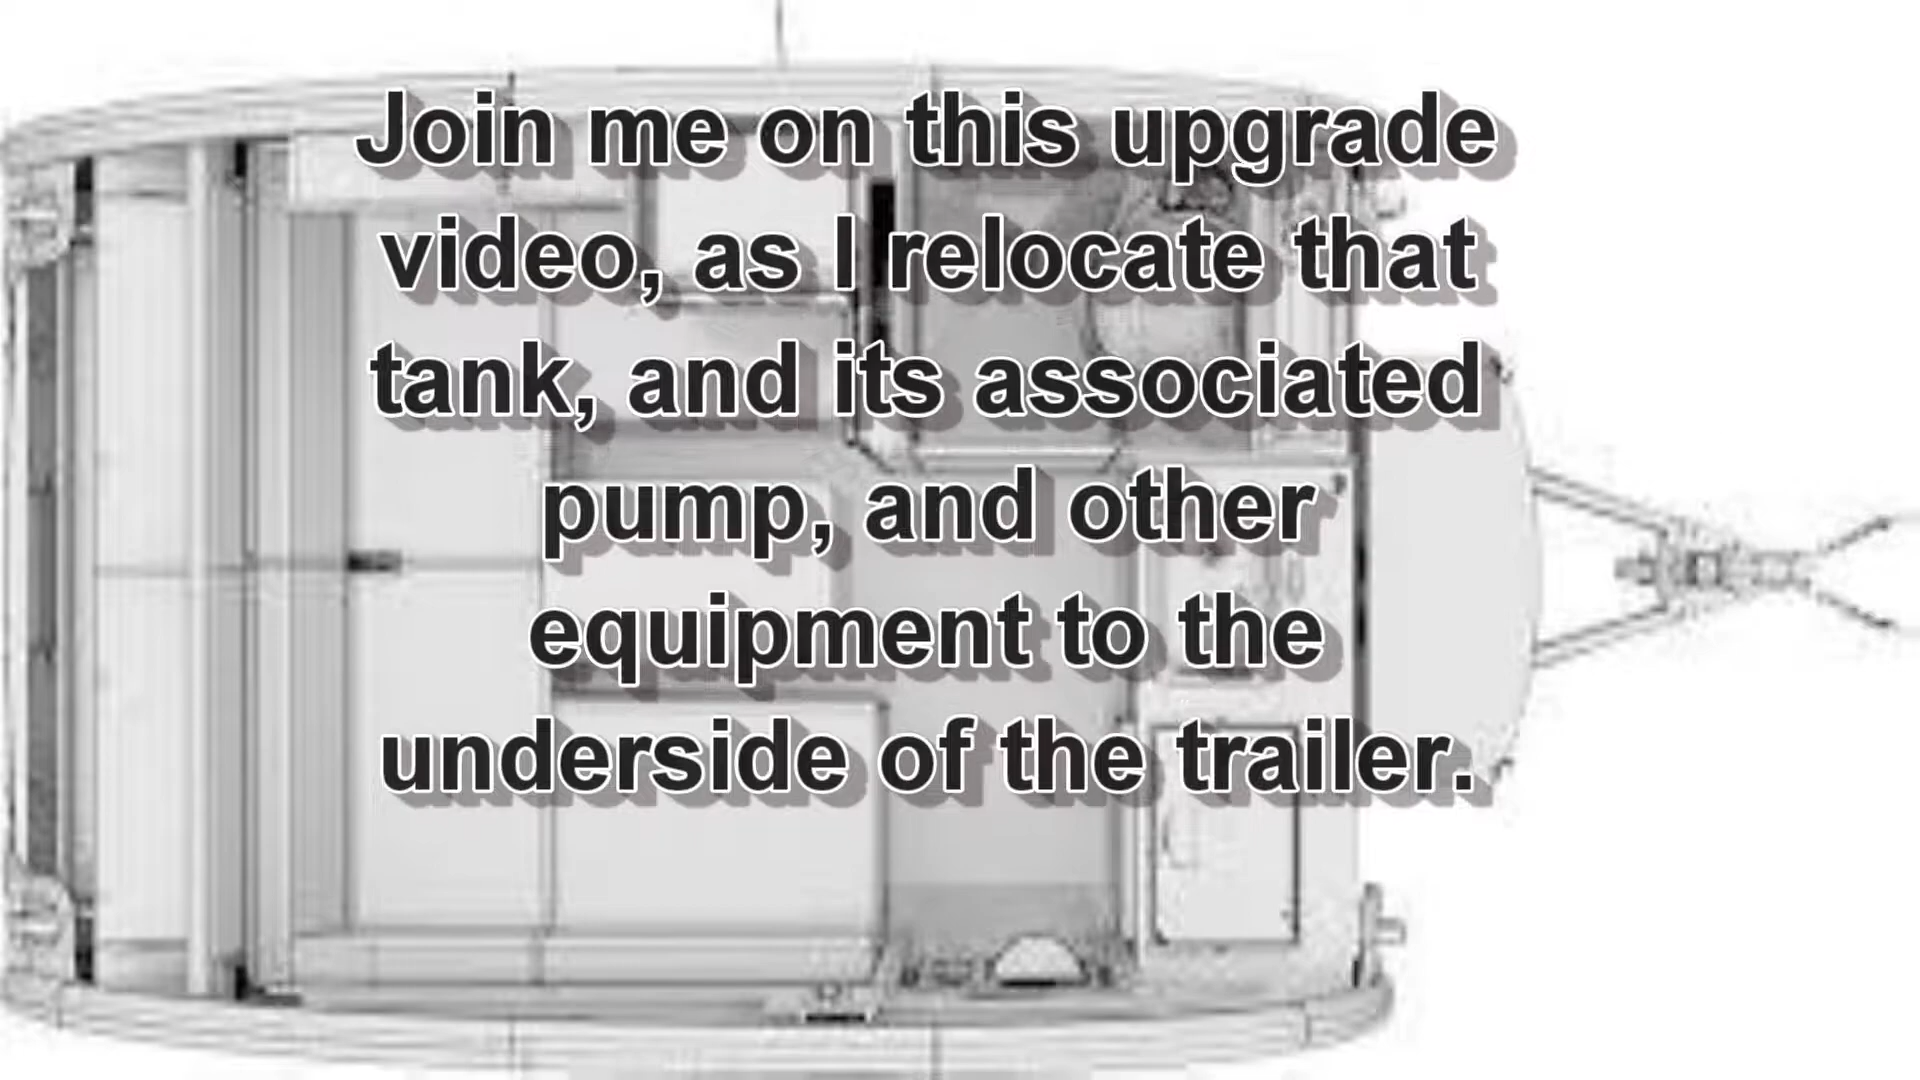 Join me on this upgrade
video, as I relocate that
tank, and its associated
pump, and other
equipment to the
underside of the trailer.